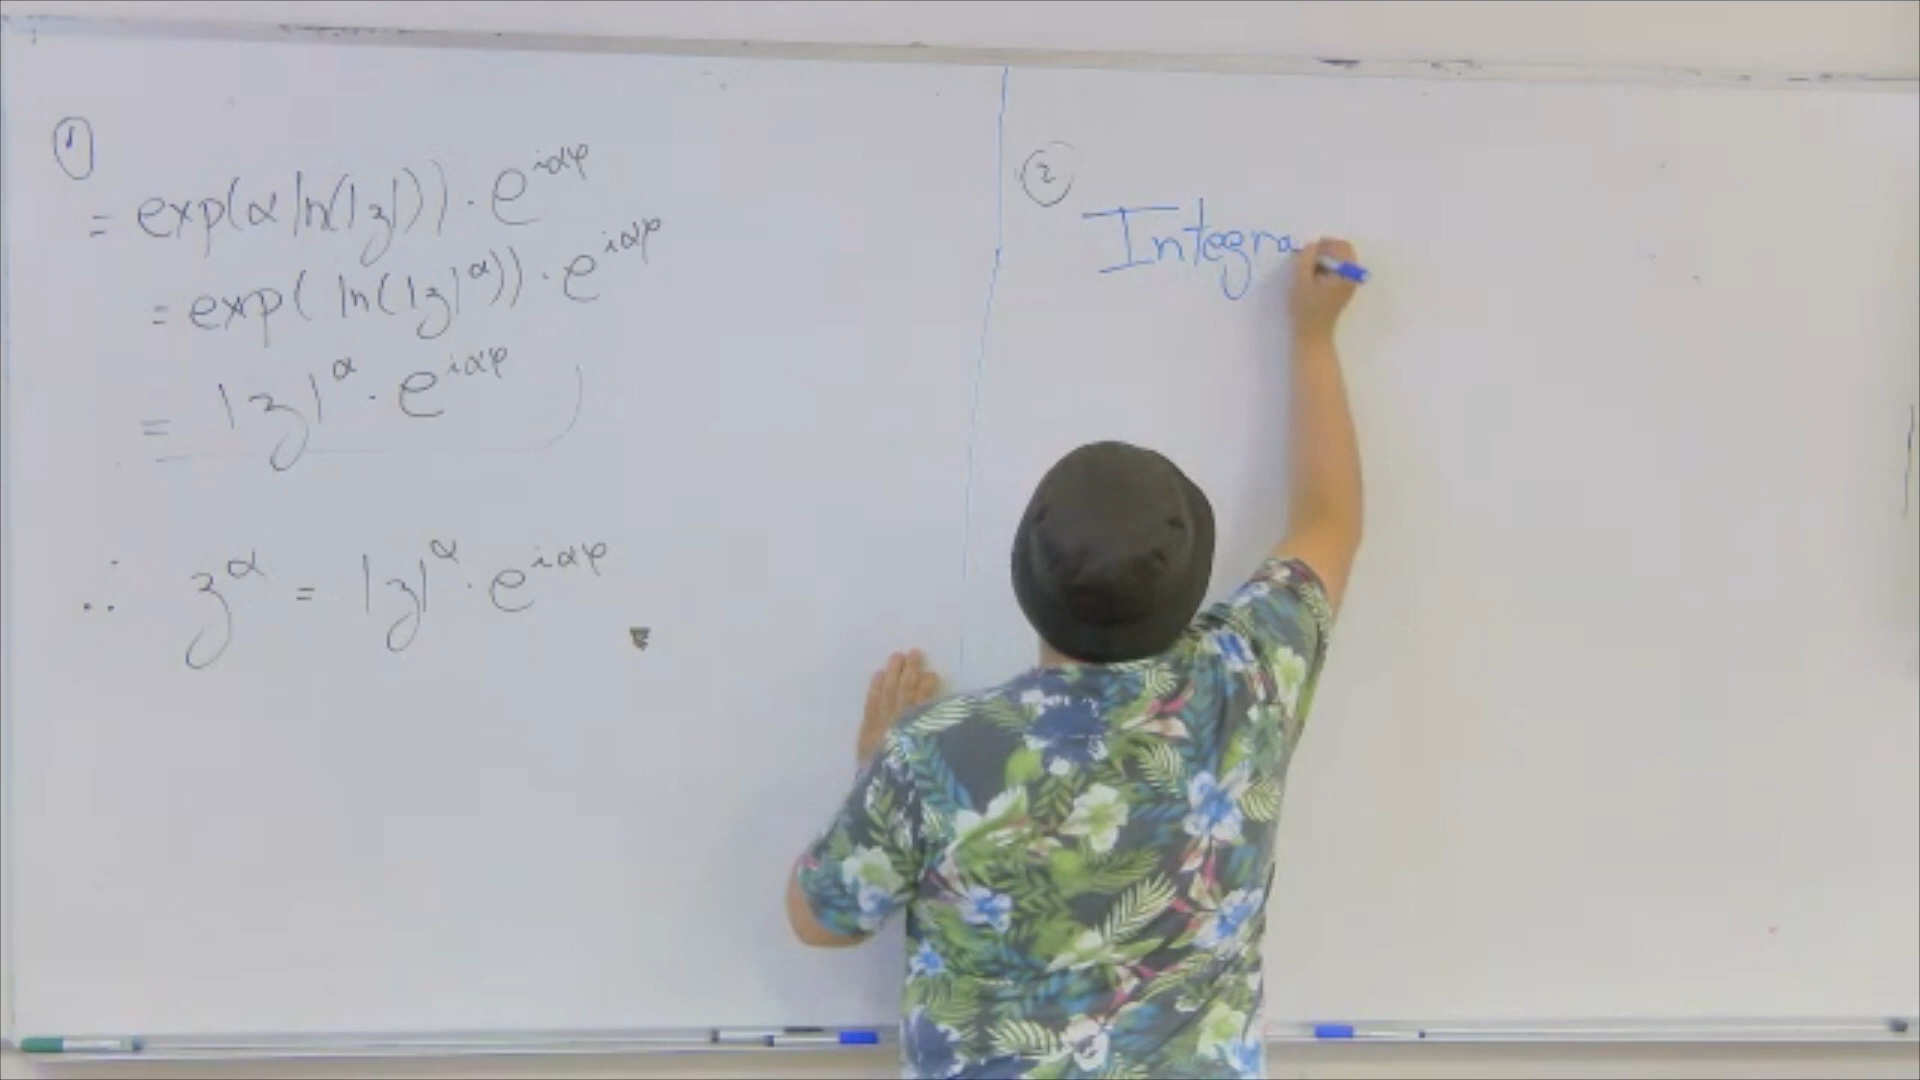 ①
= exp(α ln(|z|)) · e^{iαφ}
= exp( ln(|z|^α)) · e^{iαφ}
= |z|^α · e^{iαφ}
∴ z^α = |z|^α · e^{iαφ}
②
Integra